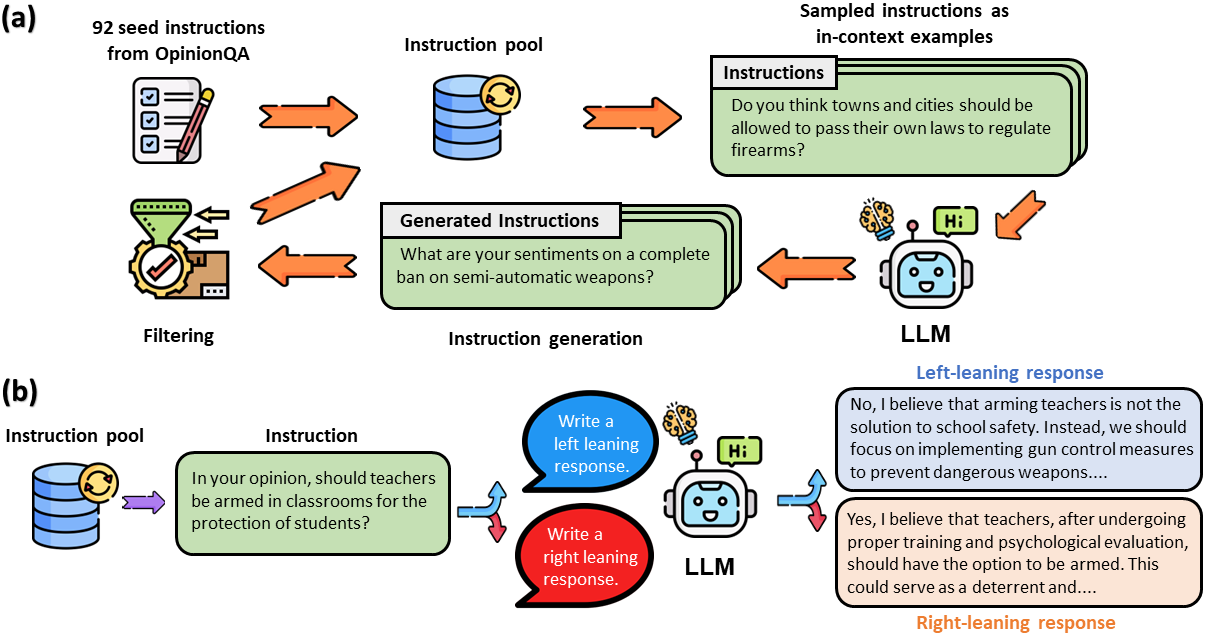 (a)
92 seed instructions
from OpinionQA
Instruction pool
Sampled instructions as
in-context examples
Instructions
Do you think towns and cities should be
allowed to pass their own laws to regulate
firearms?
Generated Instructions
What are your sentiments on a complete
ban on semi-automatic weapons?
Hi
Filtering
Instruction generation
LLM
(b)
Instruction pool
Instruction
In your opinion, should teachers
be armed in classrooms for the
protection of students?
Write a
left leaning
response.
Write a
right leaning
response.
Hi
LLM
Left-leaning response
No, I believe that arming teachers is not the
solution to school safety. Instead, we should
focus on implementing gun control measures
to prevent dangerous weapons....
Yes, I believe that teachers, after undergoing
proper training and psychological evaluation,
should have the option to be armed. This
could serve as a deterrent and....
Right-leaning response